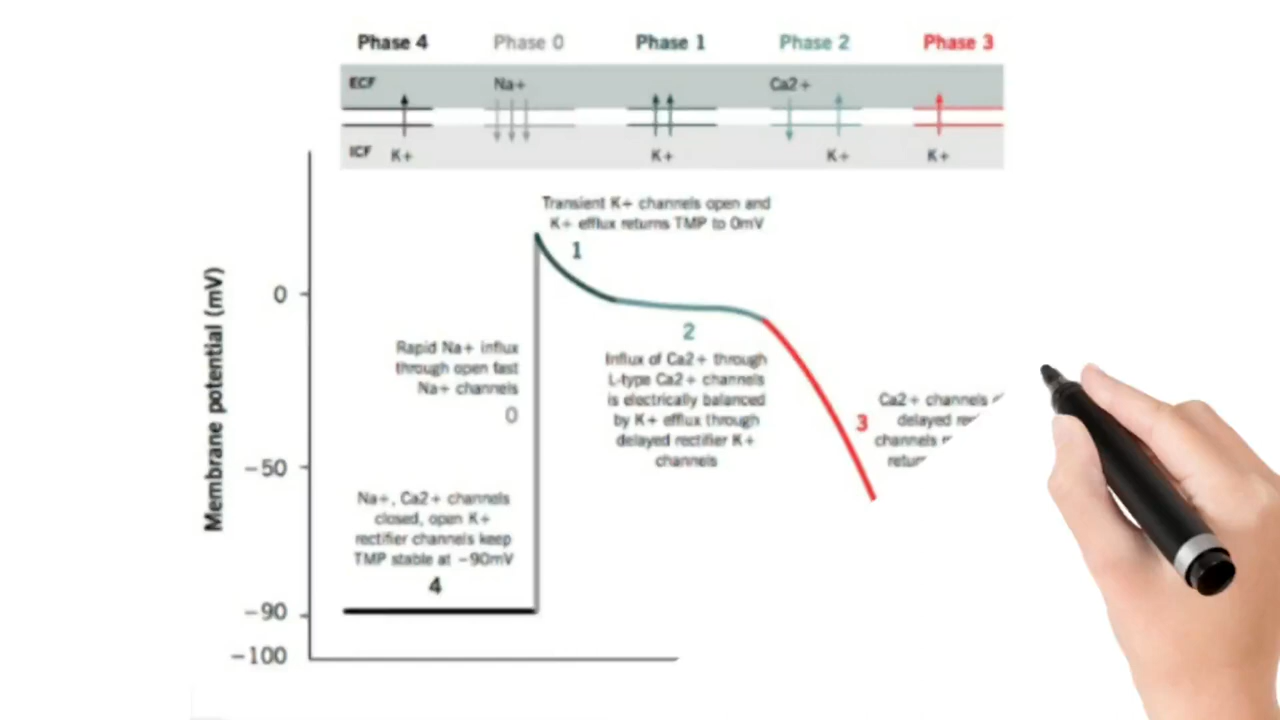 Phase 4 Phase 0 Phase 1 Phase 2 Phase 3
ECF Na+ Ca2+
ICF K+ K+ K+ K+
Transient K+ channels open and
K+ efflux returns TMP to 0mV
1
0
2
Rapid Na+ influx
through open fast
Na+ channels
0
Influx of Ca2+ through
L-type Ca2+ channels
is electrically balanced
by K+ efflux through
delayed rectifier K+
channels
3
Ca2+ channels
delayed
channels
Membrane potential (mV)
−50
Na+, Ca2+ channels
closed, open K+
rectifier channels keep
TMP stable at −90mV
4
−90
−100